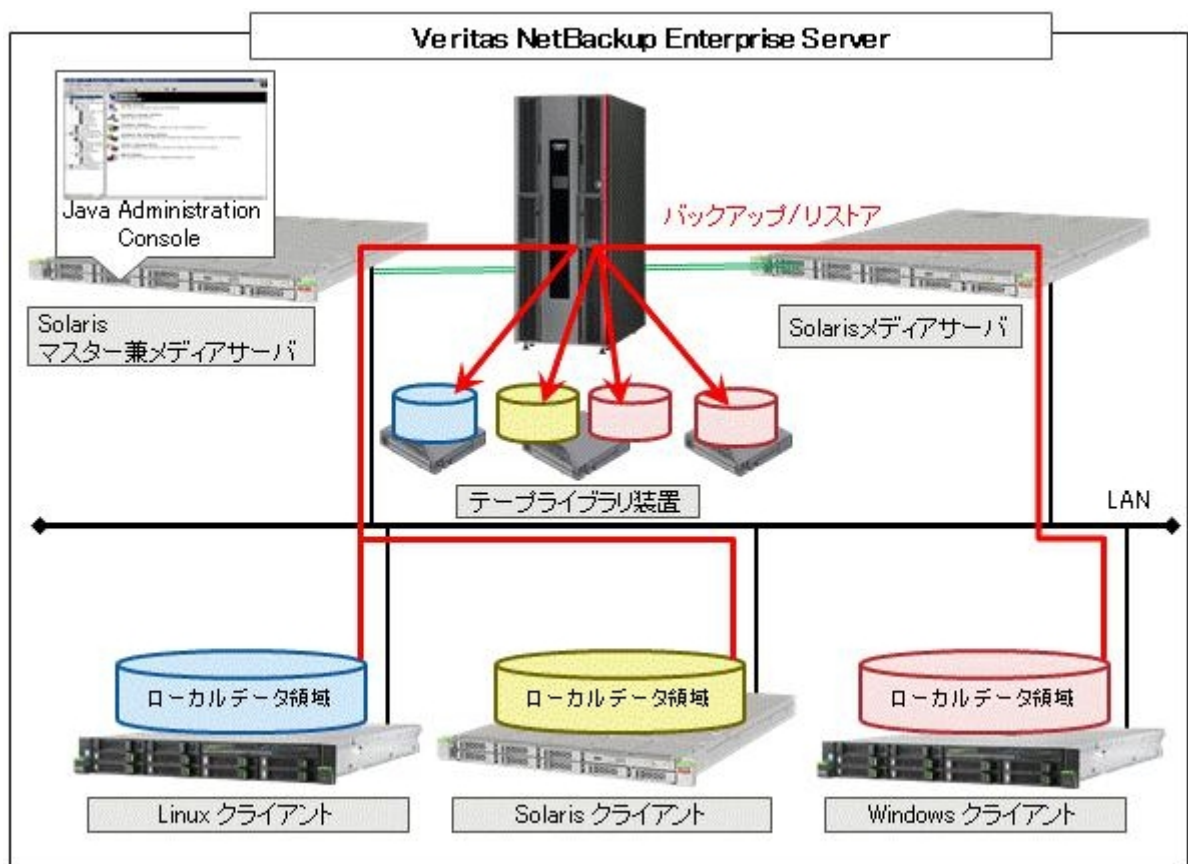 Veritas NetBackup Enterprise Server
Java Administration
Console
バックアップ/リストア
Solaris
マスター兼メディアサーバ
Solarisメディアサーバ
テープライブラリ装置
LAN
ローカルデータ領域
ローカルデータ領域
ローカルデータ領域
Linux クライアント
Solaris クライアント
Windows クライアント